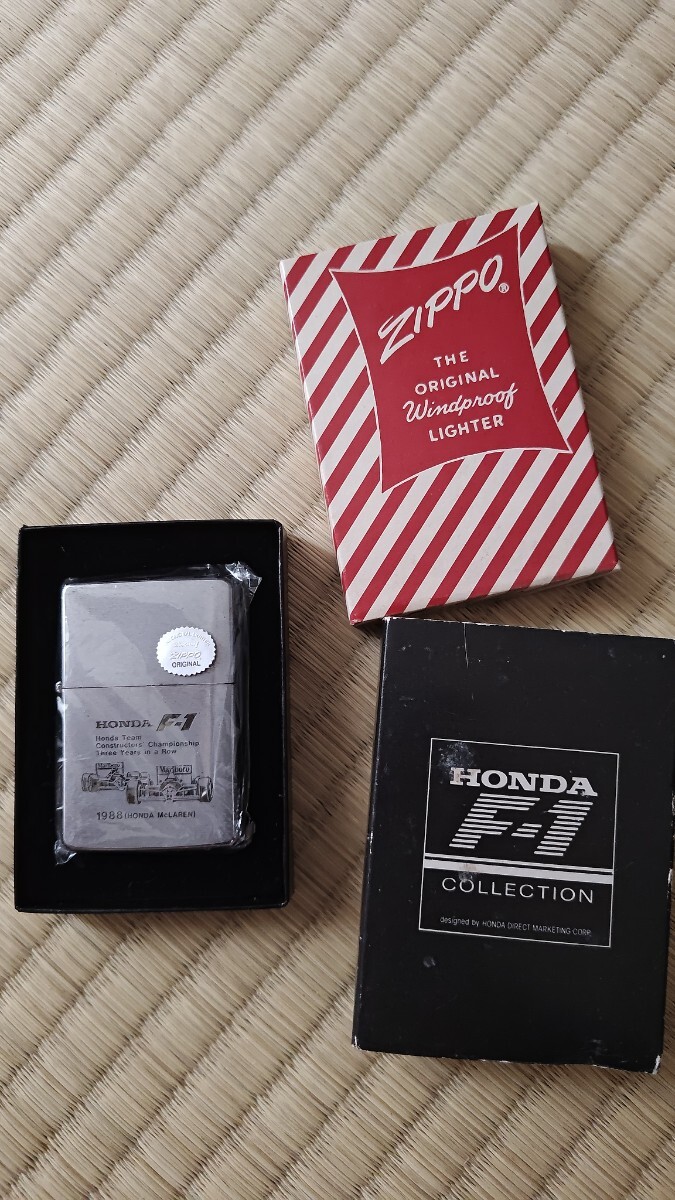 ZIPPO®
THE
ORIGINAL
Windproof
LIGHTER
ZIPPO
ORIGINAL
HONDA F-1
Honda Team
Constructors' Championship
Three Years in a Row
Marlboro
Marlboro
1988 (HONDA McLAREN)
HONDA
F-1
COLLECTION
designed by HONDA DIRECT MARKETING CORP.